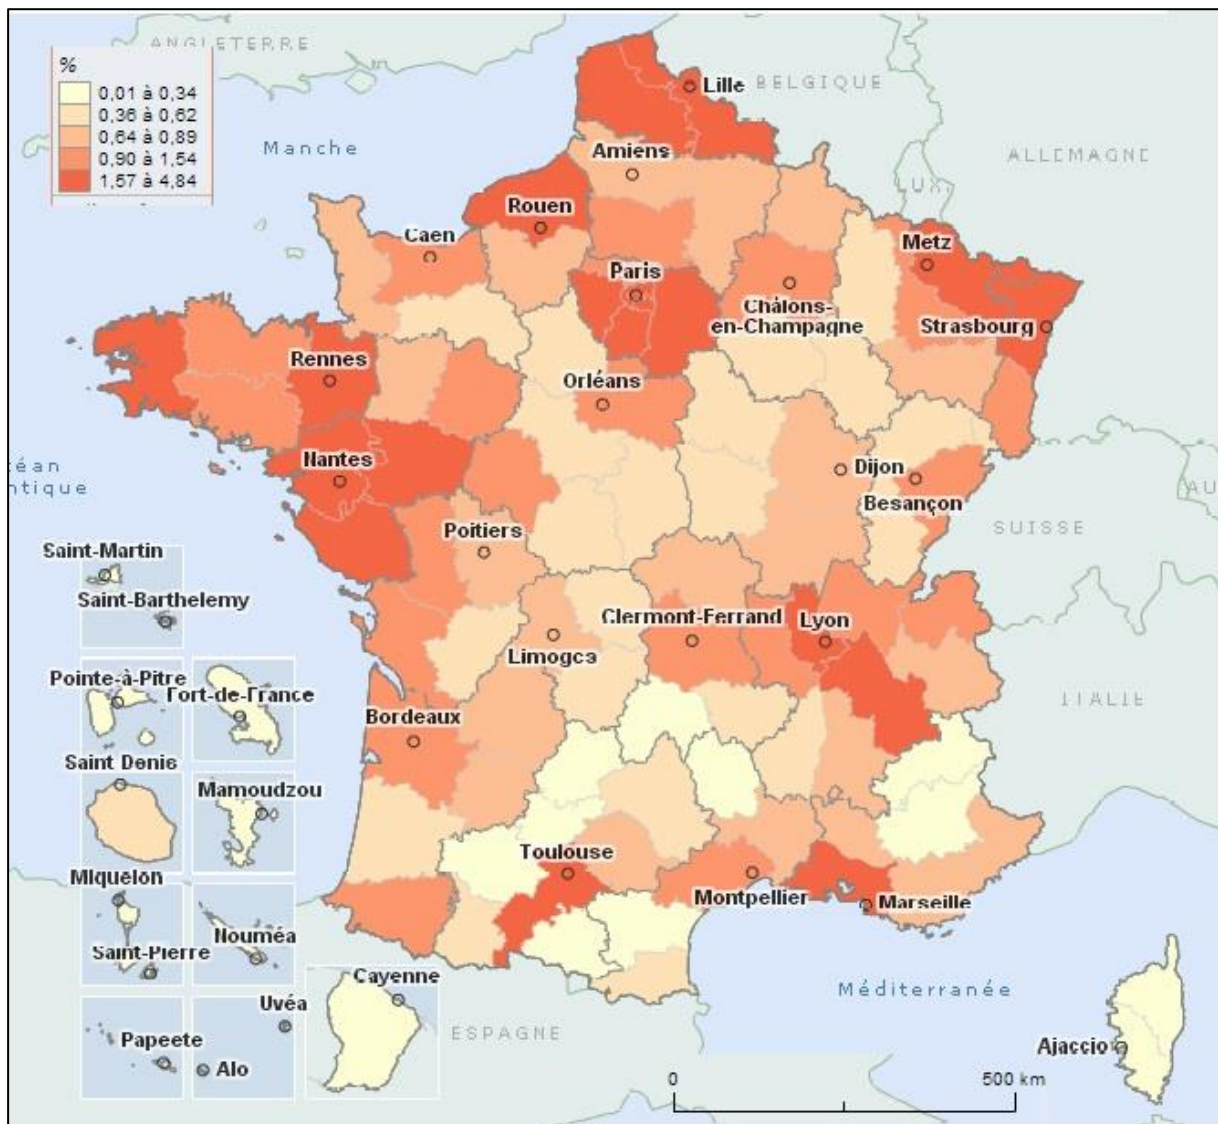 ANGLETERRE
%
0,01 à 0,34
0,36 à 0,62
0,64 à 0,89
0,90 à 1,54
1,57 à 4,84
Lille
BELGIQUE
Manche
Amiens
ALLEMAGNE
LUX.
Rouen
Caen
Metz
Paris
Châlons-
en-Champagne
Strasbourg
Rennes
Orléans
Nantes
Dijon
Besançon
éan
ntique
AU
SUISSE
Poitiers
Saint-Martin
Saint-Barthelemy
Clermont-Ferrand
Lyon
Limoges
Pointe-à-Pitre
Fort-de-France
ITALIE
Bordeaux
Saint Denis
Mamoudzou
Toulouse
Miquelon
Montpellier
Marseille
Nouméa
Saint-Pierre
Cayenne
Uvéa
Méditerranée
ESPAGNE
Papeete
Alo
Ajaccio
0
500 km